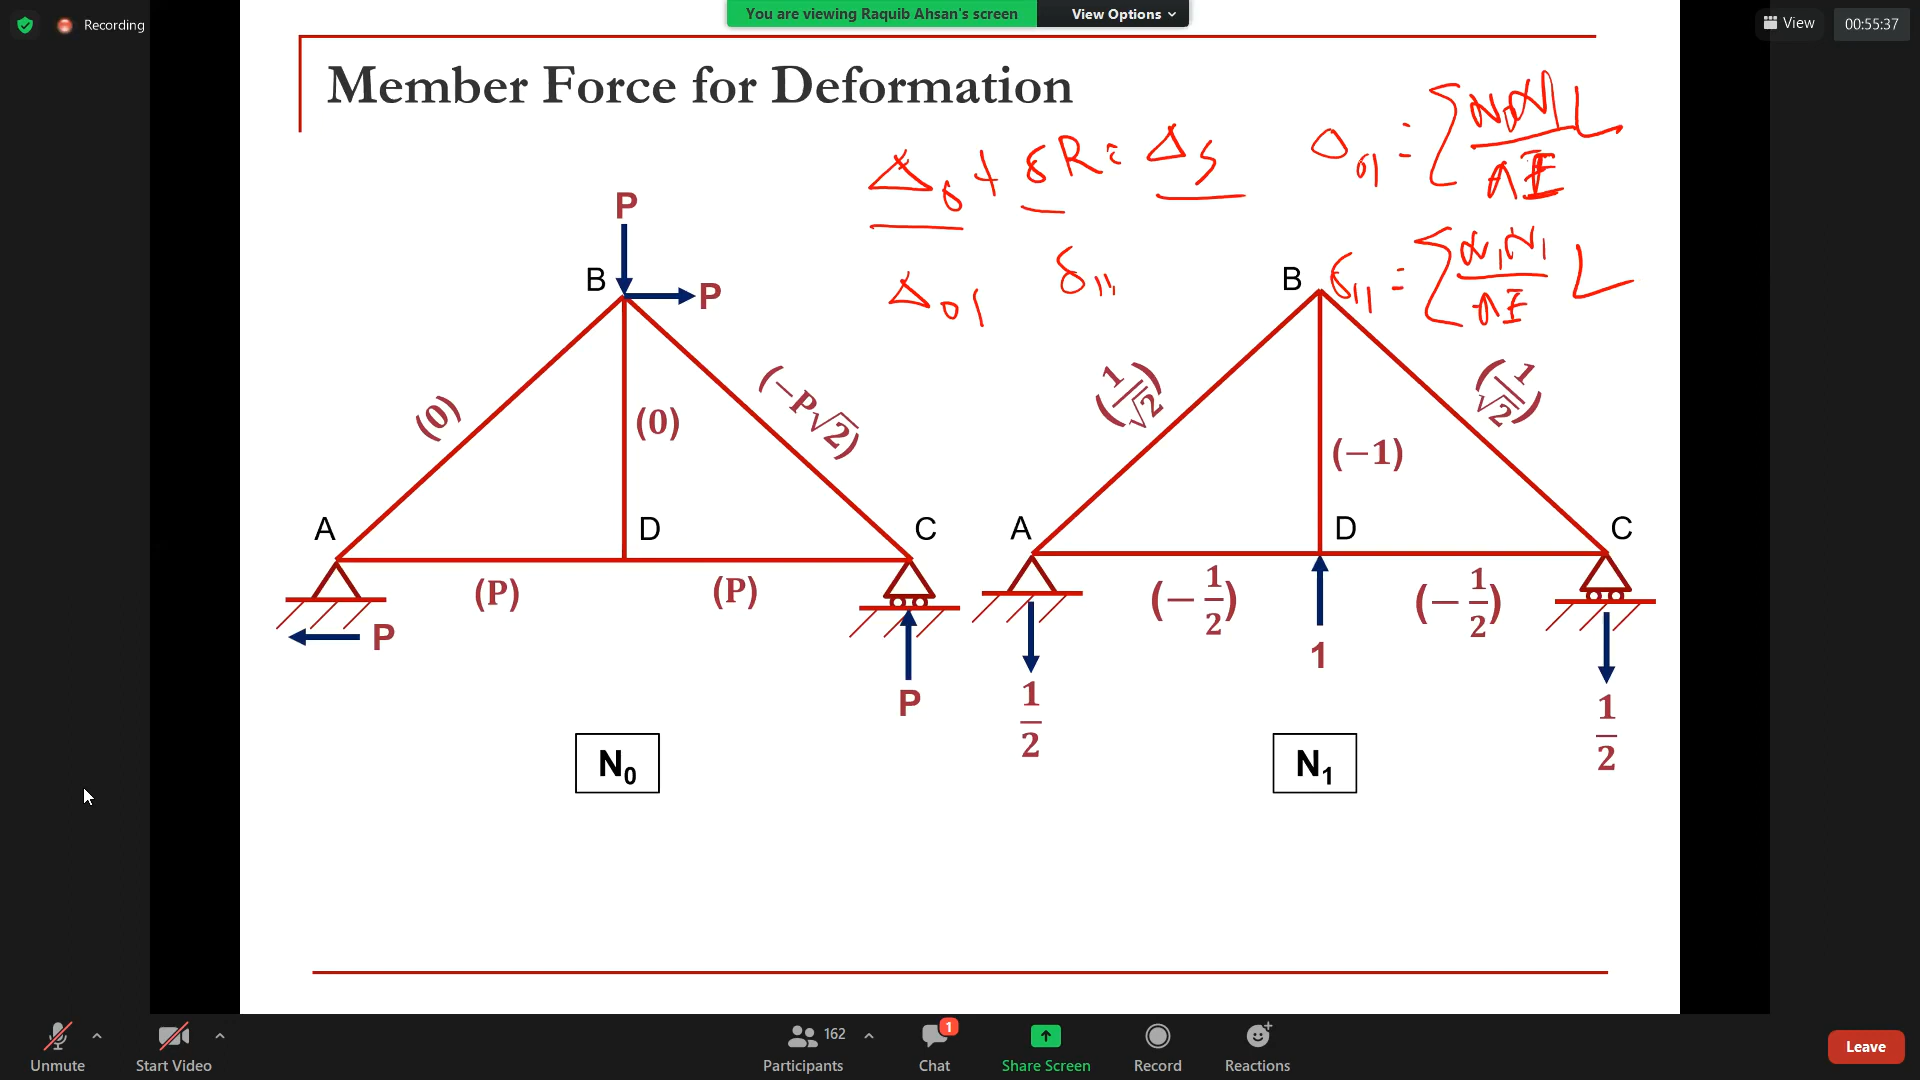 You are viewing Raquib Ahsan's screen
View Options
Recording
View
00:55:37
Member Force for Deformation
Δ₀ + δR = Δs
Δ₀₁
δ₁₁
Δ₀₁ = Σ N₀N₁L / AE
δ₁₁ = Σ N₁N₁ / AE L
P
B
P
(0)
(0)
(−P√2)
A
D
C
(P)
(P)
P
P
N₀
B
(1/√2)
(1/√2)
(−1)
A
D
C
(−1/2)
(−1/2)
1
1/2
1/2
N₁
Unmute
Start Video
162
Participants
1
Chat
Share Screen
Record
Reactions
Leave